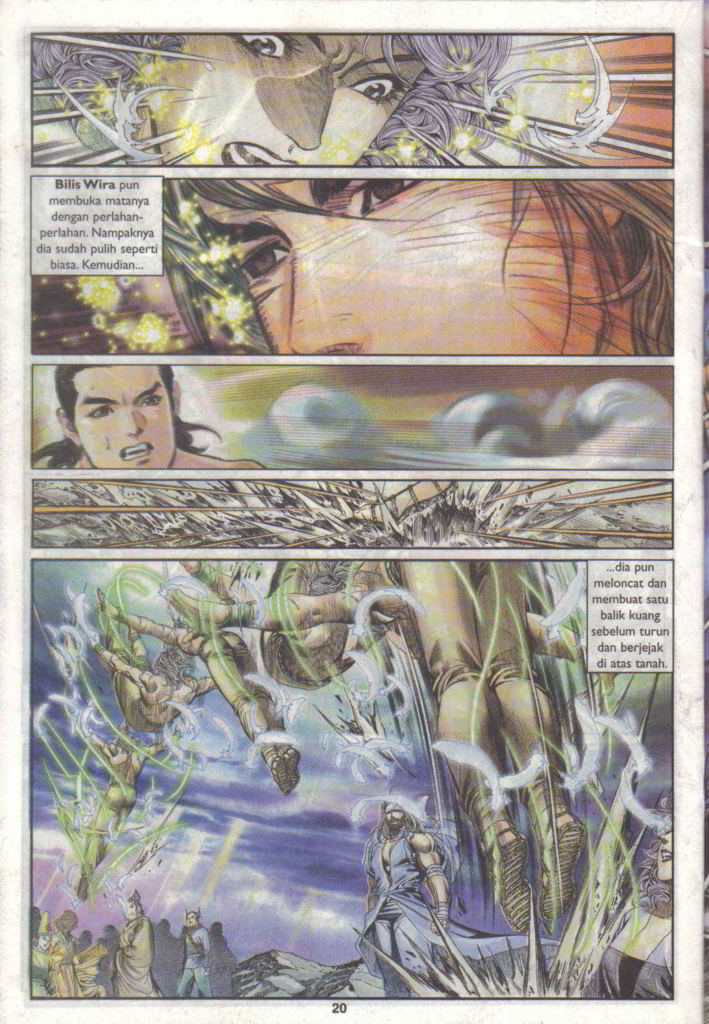 Bilis Wira pun
membuka matanya
dengan perlahan-
perlahan. Nampaknya
dia sudah pulih seperti
biasa. Kemudian...
...dia pun
meloncat dan
membuat satu
balik kuang
sebelum turun
dan berjejak
di atas tanah.
20